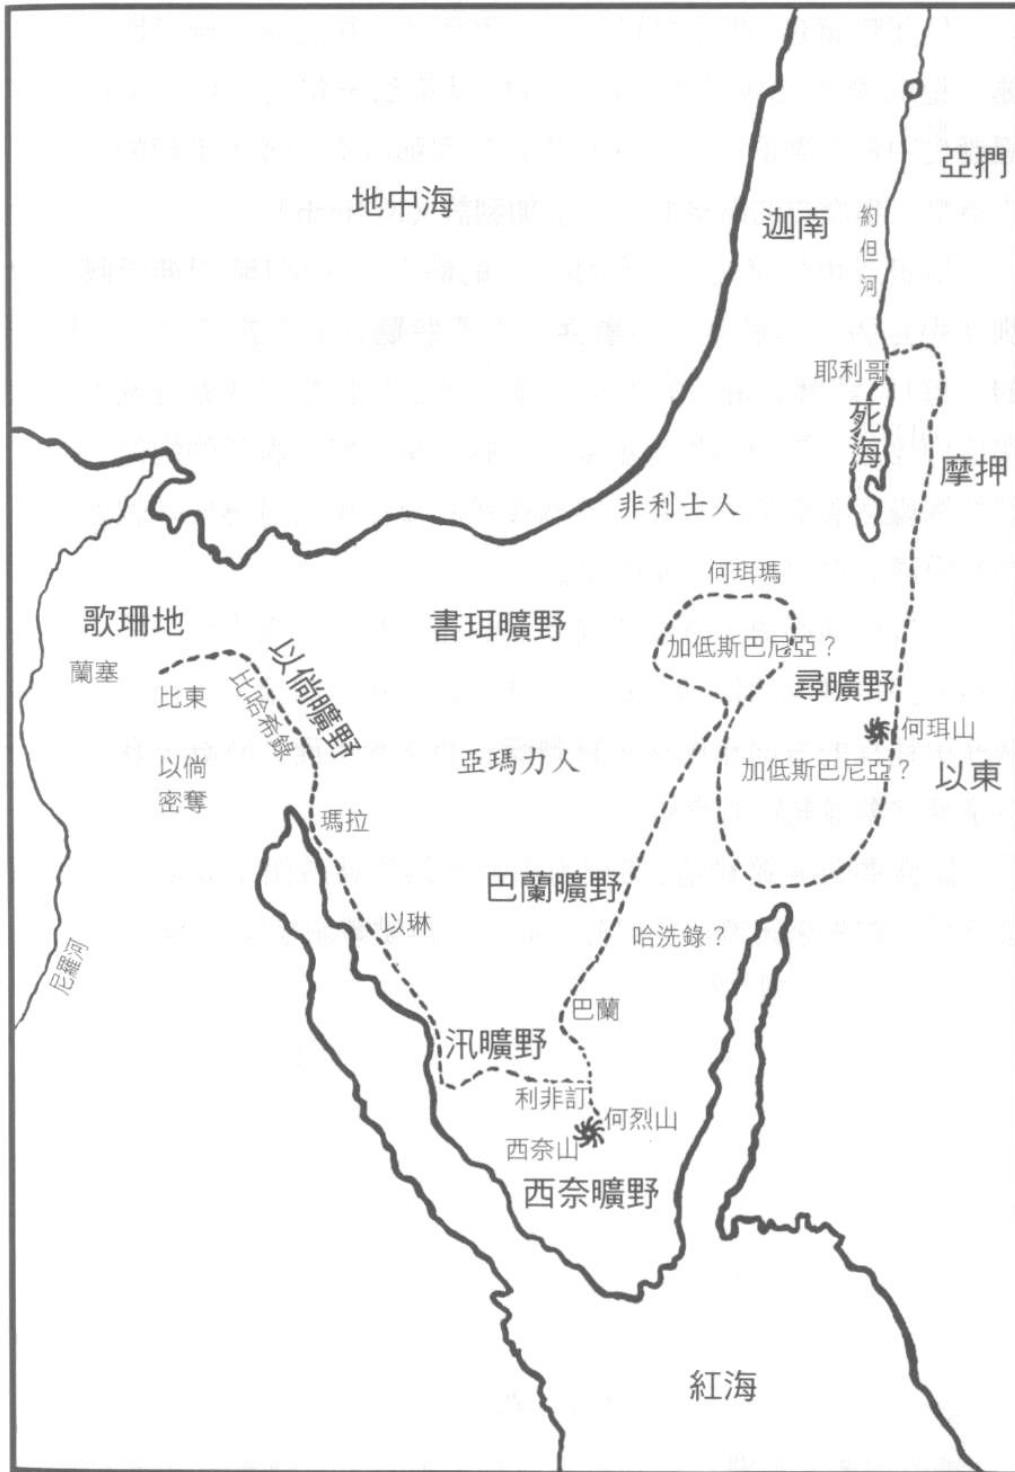 亞捫
地中海
迦南
約但河
耶利哥
死海
摩押
非利士人
何珥瑪
歌珊地
書珥曠野
以倘曠野
加低斯巴尼亞？
蘭塞
比東
比哈希錄
尋曠野
何珥山
以倘
密奪
亞瑪力人
加低斯巴尼亞？
以東
瑪拉
巴蘭曠野
以琳
哈洗錄？
尼羅河
巴蘭
汛曠野
利非訂
何烈山
西奈山
西奈曠野
紅海